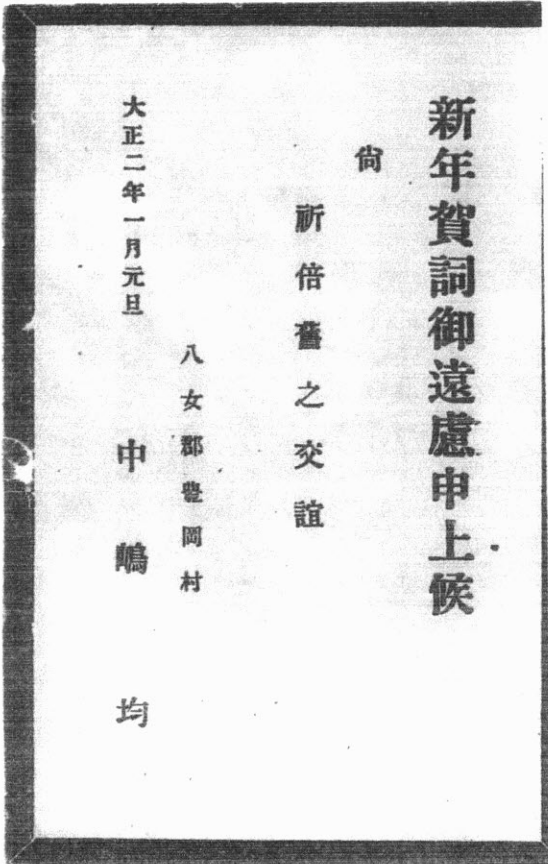 新年賀詞御遠慮申上候
尙
祈倍舊之交誼
八女郡豊岡村
大正二年一月元旦
中嶋均